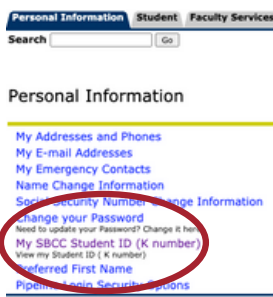 Personal Information Student Faculty Services
Search Go
Personal Information
My Addresses and Phones
My E-mail Addresses
My Emergency Contacts
Name Change Information
Social Security Number Change Information
Change your Password
Need to update your Password? Change it here
My SBCC Student ID (K number)
View my Student ID ( K number)
Preferred First Name
Pipeline Login Security Options